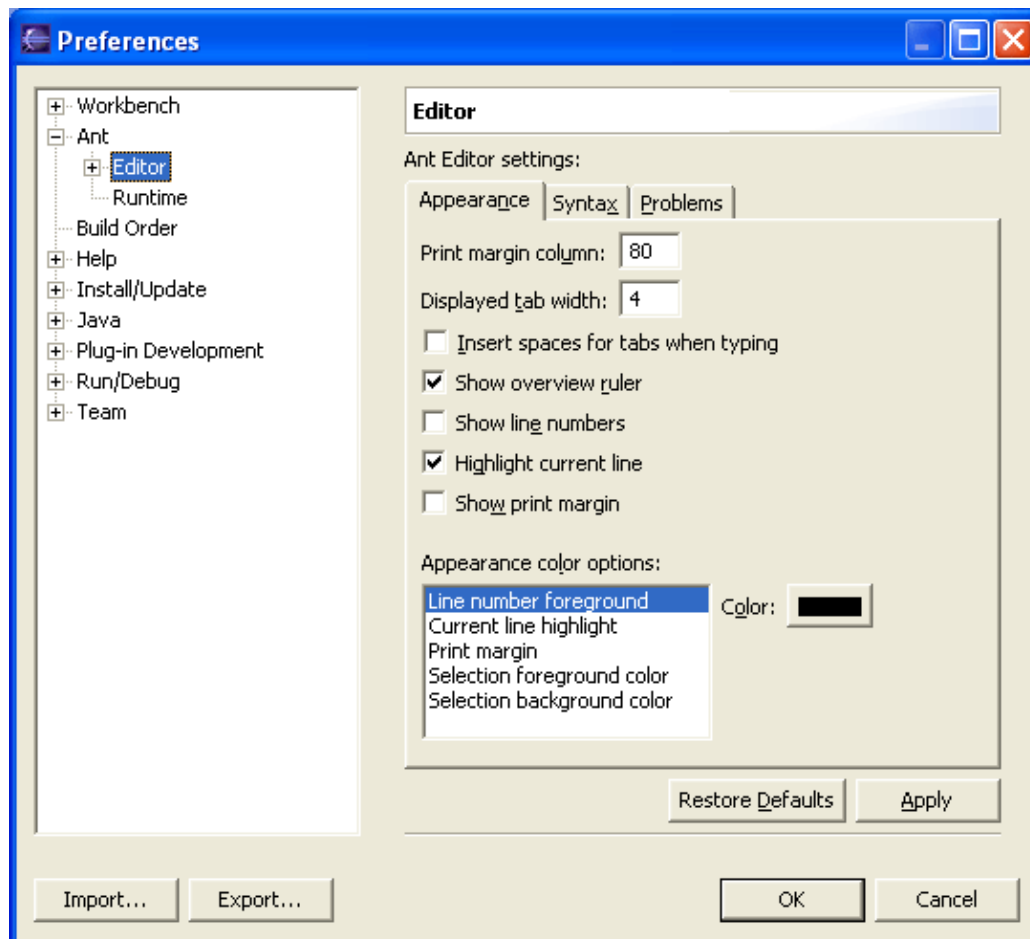 Preferences
Workbench
Ant
Editor
Runtime
Build Order
Help
Install/Update
Java
Plug-in Development
Run/Debug
Team
Editor
Ant Editor settings:
Appearance Syntax Problems
Print margin column: 80
Displayed tab width: 4
Insert spaces for tabs when typing
Show overview ruler
Show line numbers
Highlight current line
Show print margin
Appearance color options:
Line number foreground
Current line highlight
Print margin
Selection foreground color
Selection background color
Color:
Restore Defaults Apply
Import... Export... OK Cancel